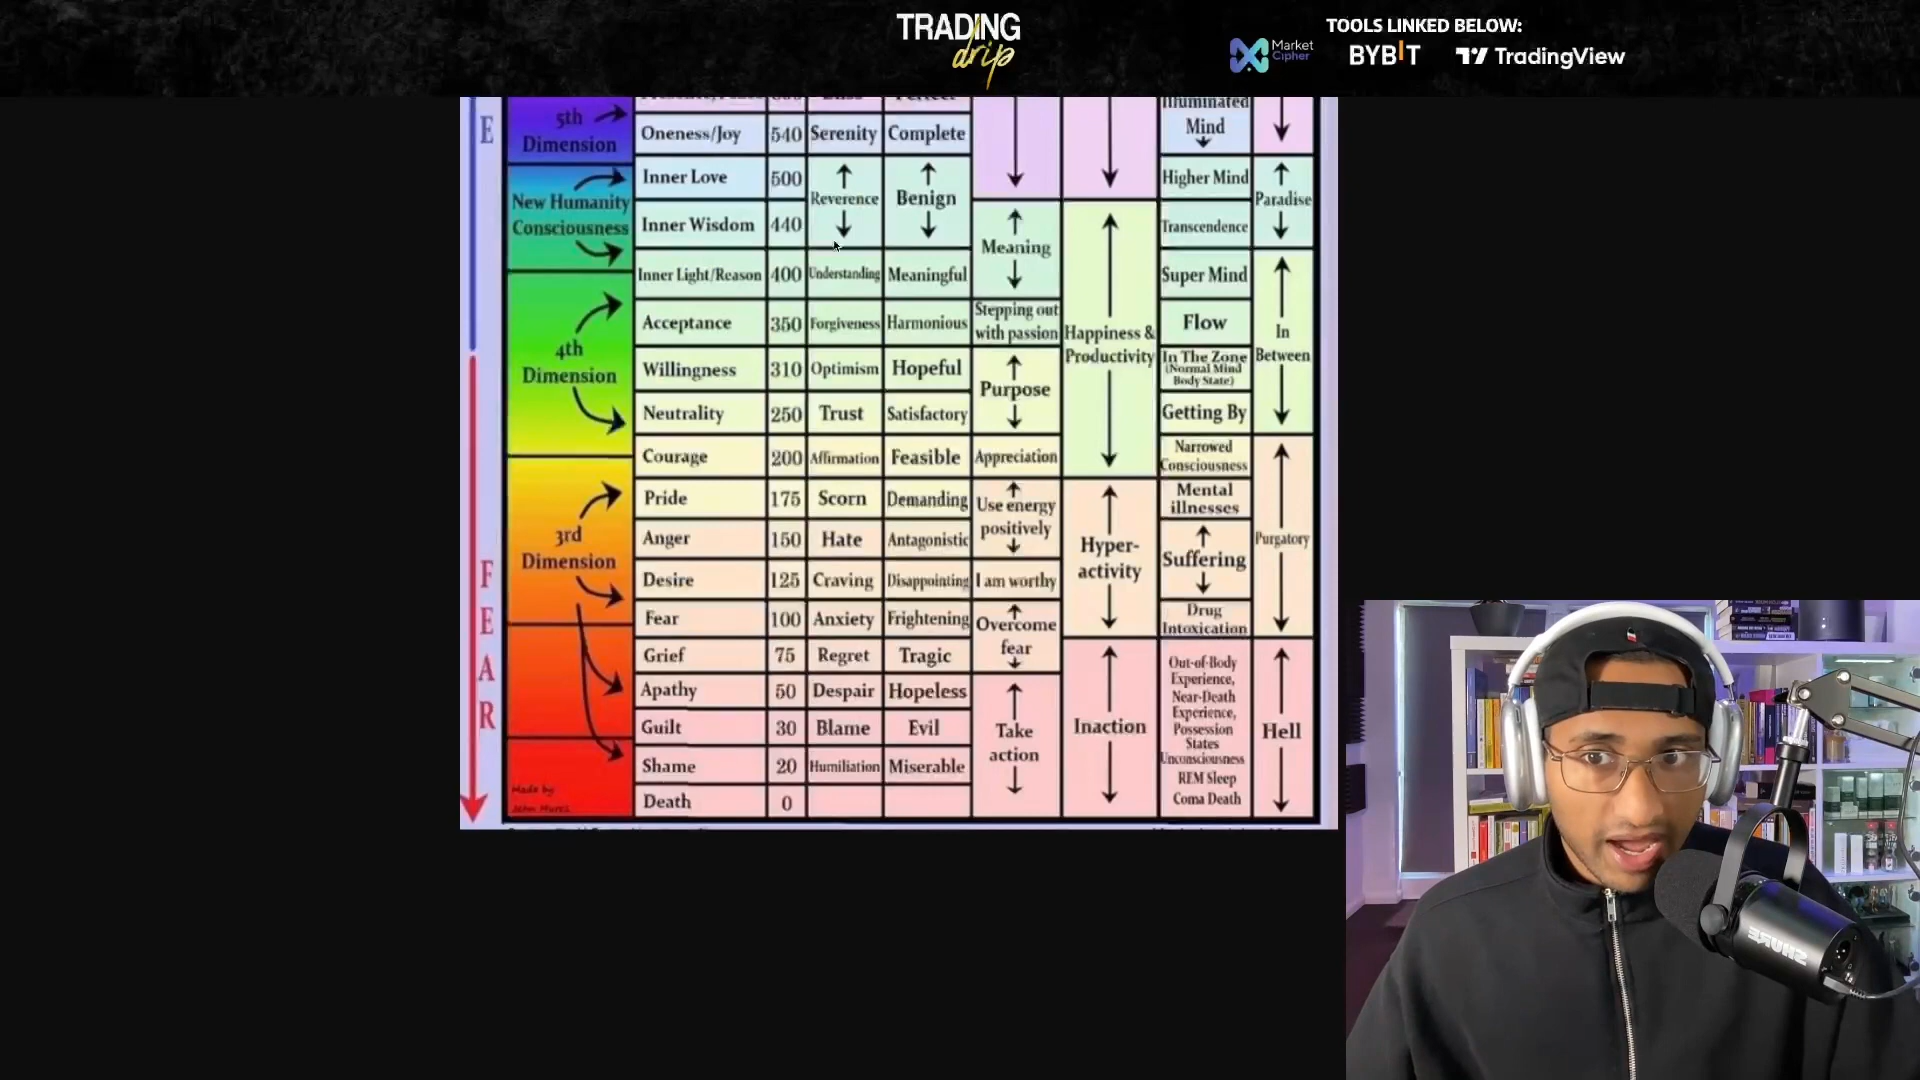 TRADING
drip
TOOLS LINKED BELOW:
Market
Cipher
BYBIT
TradingView
E
5th
Dimension
Illuminated
Mind
Oneness/Joy 540 Serenity Complete
Inner Love 500
Reverence
Benign
Higher Mind
Paradise
New Humanity
Consciousness
Inner Wisdom 440
Meaning
Transcendence
Inner Light/Reason 400 Understanding Meaningful
Super Mind
4th
Dimension
Acceptance 350 Forgiveness Harmonious
Stepping out
with passion
Happiness &
Productivity
Flow
In
Between
Willingness 310 Optimism Hopeful
Purpose
In The Zone
(Normal Mind
Body State)
Neutrality 250 Trust Satisfactory
Getting By
Courage 200 Affirmation Feasible Appreciation
Narrowed
Consciousness
3rd
Dimension
Pride 175 Scorn Demanding
Use energy
positively
Mental
illnesses
Anger 150 Hate Antagonistic
Hyper-
activity
Suffering
Purgatory
Desire 125 Craving Disappointing I am worthy
Fear 100 Anxiety Frightening
Overcome
fear
Drug
Intoxication
F
E
A
R
Grief 75 Regret Tragic
Apathy 50 Despair Hopeless
Guilt 30 Blame Evil
Shame 20 Humiliation Miserable
Death 0
Take
action
Inaction
Out-of-Body
Experience,
Near-Death
Experience,
Possession
States
Unconsciousness
REM Sleep
Coma Death
Hell
Made by:
SHURE